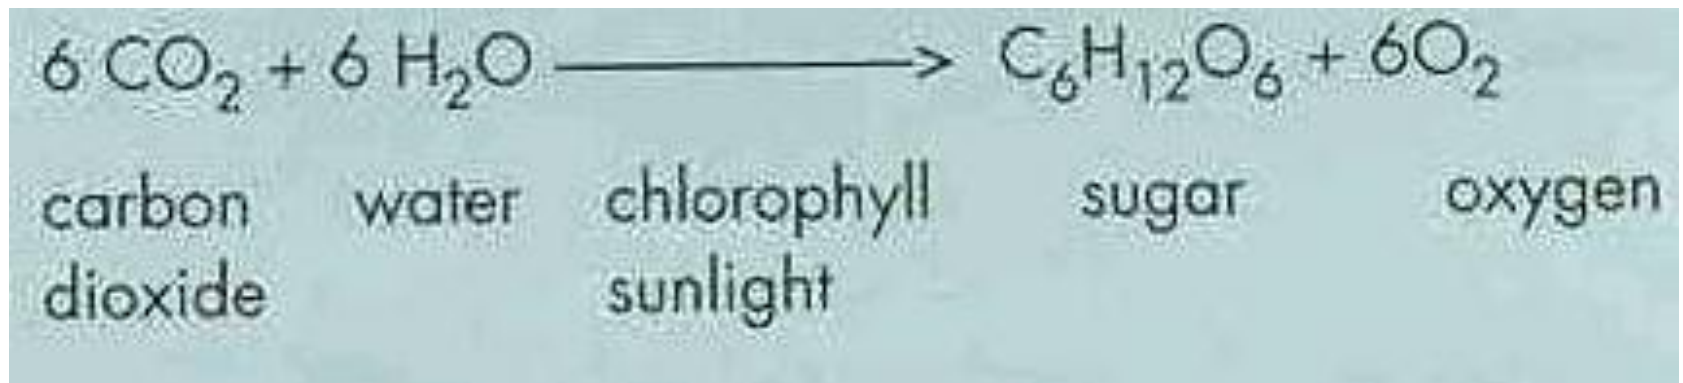 6 CO₂ + 6 H₂O ⟶ C₆H₁₂O₆ + 6O₂
carbon water chlorophyll sugar oxygen
dioxide sunlight